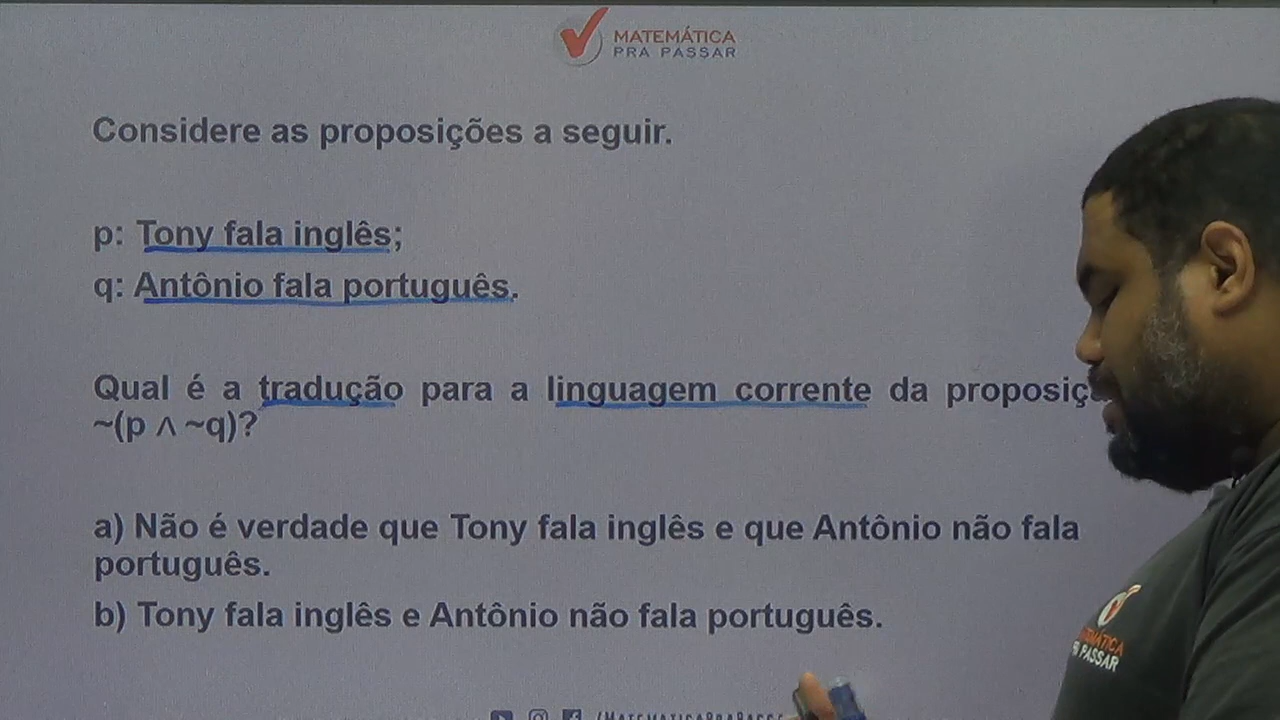 MATEMÁTICA
PRA PASSAR
Considere as proposições a seguir.
p: Tony fala inglês;
q: Antônio fala português.
Qual é a tradução para a linguagem corrente da
~(p ∧ ~q)?
a) Não é verdade que Tony fala inglês e que Antônio não fala
português.
b) Tony fala inglês e Antônio não fala português.
PASSAR